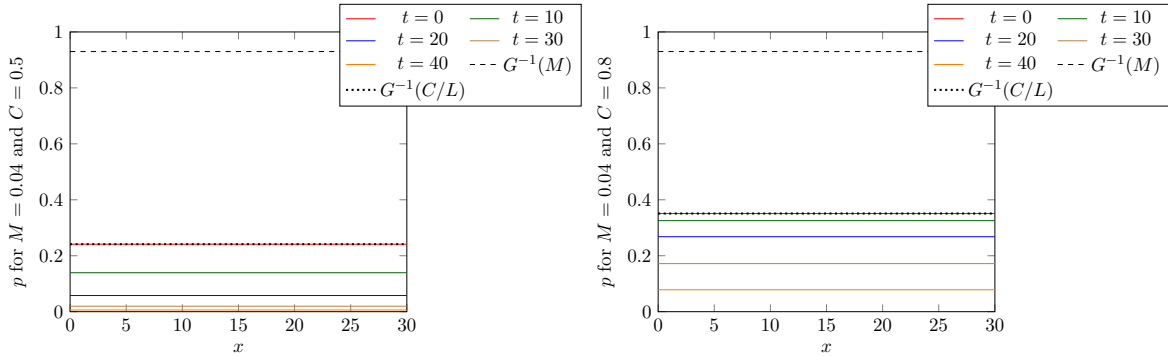 t = 0 t = 10
t = 20 t = 30
t = 40 G⁻¹(M)
G⁻¹(C/L)
1
0.8
0.6
0.4
0.2
0
0 5 10 15 20 25 30
x
p for M = 0.04 and C = 0.5
t = 0 t = 10
t = 20 t = 30
t = 40 G⁻¹(M)
G⁻¹(C/L)
1
0.8
0.6
0.4
0.2
0
0 5 10 15 20 25 30
x
p for M = 0.04 and C = 0.8